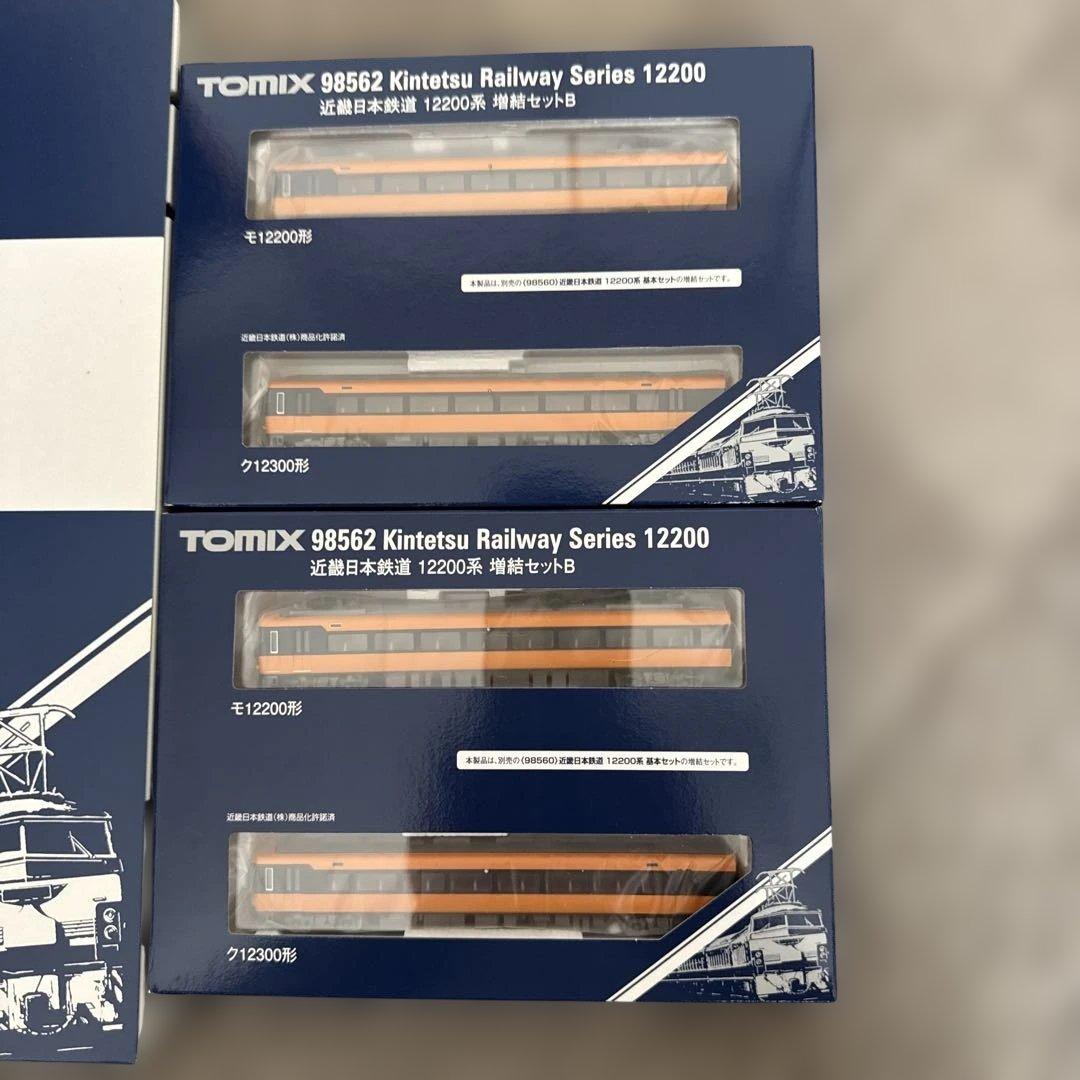 TOMIX 98562 Kintetsu Railway Series 12200
近畿日本鉄道 12200系 増結セットB
モ12200形
本製品は、別売の〈98560〉近畿日本鉄道 12200系 基本セットの増結セットです。
近畿日本鉄道(株)商品化許諾済
ク12300形
TOMIX 98562 Kintetsu Railway Series 12200
近畿日本鉄道 12200系 増結セットB
モ12200形
本製品は、別売の〈98560〉近畿日本鉄道 12200系 基本セットの増結セットです。
近畿日本鉄道(株)商品化許諾済
ク12300形